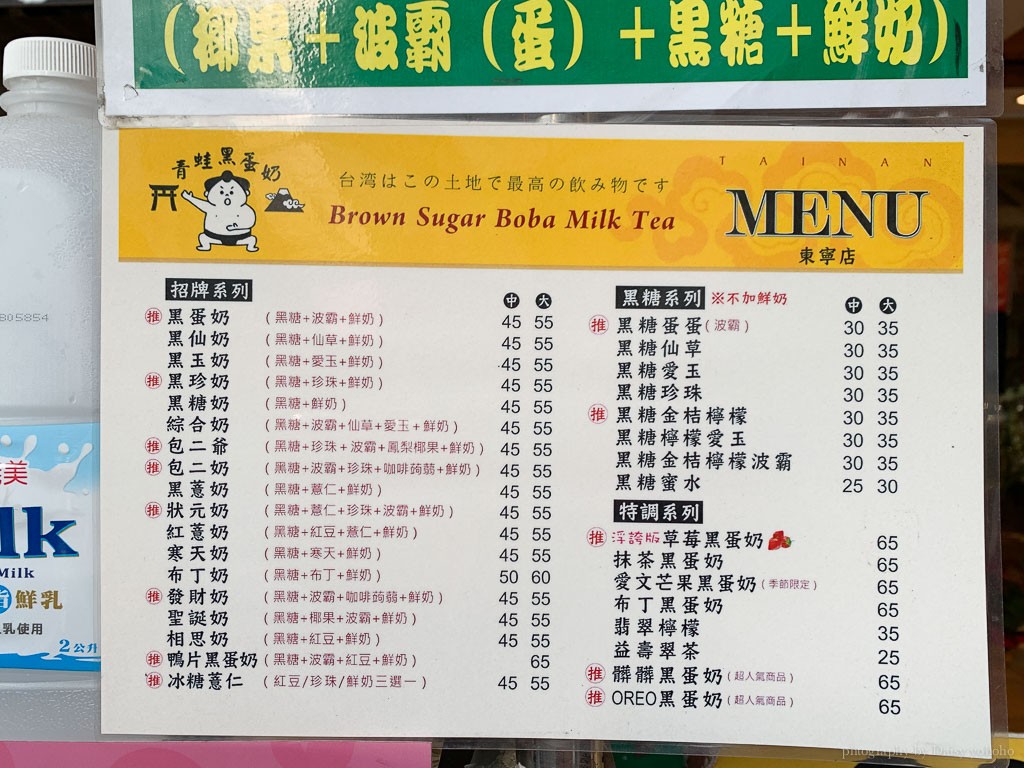 (椰果+波霸(蛋)+黑糖+鮮奶)
青蛙黑蛋奶
台湾はこの土地で最高の飲み物です
Brown Sugar Boba Milk Tea
TAINAN
MENU
東寧店
招牌系列 中 大
推 黑蛋奶 (黑糖+波霸+鮮奶) 45 55
黑仙奶 (黑糖+仙草+鮮奶) 45 55
黑玉奶 (黑糖+愛玉+鮮奶) 45 55
推 黑珍奶 (黑糖+珍珠+鮮奶) 45 55
黑糖奶 (黑糖+鮮奶) 45 55
綜合奶 (黑糖+波霸+仙草+愛玉+鮮奶) 45 55
推 包二爺 (黑糖+珍珠+波霸+鳳梨椰果+鮮奶) 45 55
推 包二奶 (黑糖+波霸+珍珠+咖啡蒟蒻+鮮奶) 45 55
黑薏奶 (黑糖+薏仁+鮮奶) 45 55
推 狀元奶 (黑糖+薏仁+珍珠+波霸+鮮奶) 45 55
紅薏奶 (黑糖+紅豆+薏仁+鮮奶) 45 55
寒天奶 (黑糖+寒天+鮮奶) 45 55
布丁奶 (黑糖+布丁+鮮奶) 50 60
推 發財奶 (黑糖+波霸+咖啡蒟蒻+鮮奶) 45 55
聖誕奶 (黑糖+椰果+波霸+鮮奶) 45 55
相思奶 (黑糖+紅豆+鮮奶) 45 55
推 鴨片黑蛋奶 (黑糖+波霸+紅豆+鮮奶) 65
推 冰糖薏仁 (紅豆/珍珠/鮮奶三選一) 45 55
黑糖系列 ※不加鮮奶 中 大
推 黑糖蛋蛋(波霸) 30 35
黑糖仙草 30 35
黑糖愛玉 30 35
黑糖珍珠 30 35
推 黑糖金桔檸檬 30 35
黑糖檸檬愛玉 30 35
黑糖金桔檸檬波霸 30 35
黑糖蜜水 25 30
特調系列
推 浮誇版草莓黑蛋奶 65
抹茶黑蛋奶 65
愛文芒果黑蛋奶(季節限定) 65
布丁黑蛋奶 65
翡翠檸檬 35
益壽翠茶 25
推 髒髒黑蛋奶(超人氣商品) 65
推 OREO黑蛋奶(超人氣商品) 65
805854
美
lk
Milk
鮮乳
乳使用
2公升